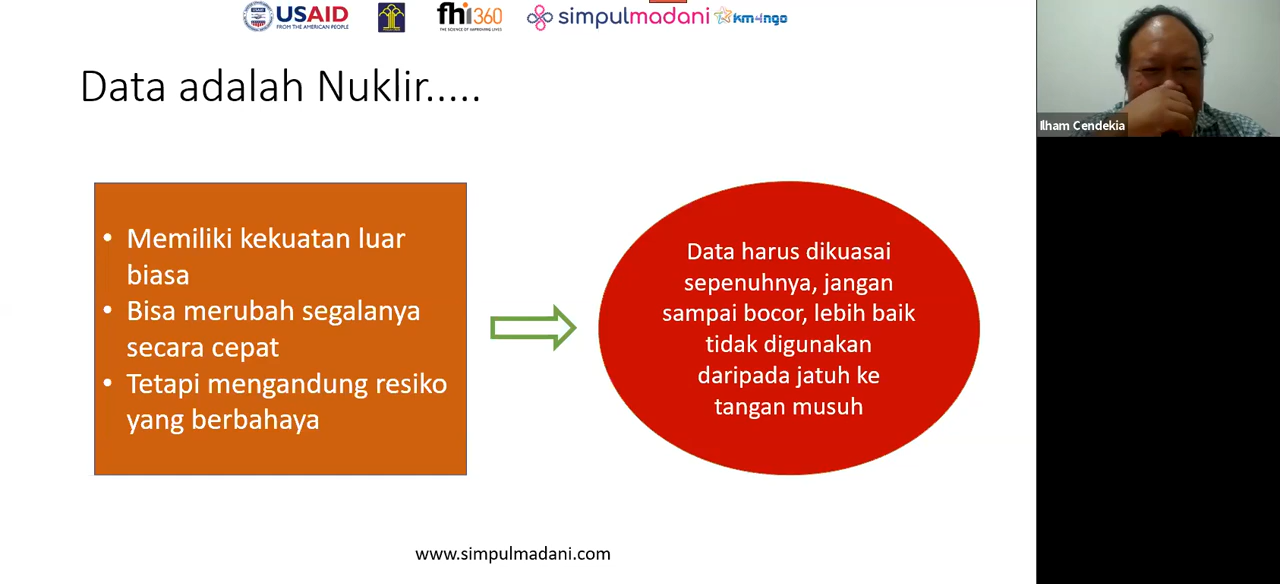 USAID
FROM THE AMERICAN PEOPLE
fhi360
THE SCIENCE OF IMPROVING LIVES
simpulmadani
km4ngo
Data adalah Nuklir.....
• Memiliki kekuatan luar
biasa
• Bisa merubah segalanya
secara cepat
• Tetapi mengandung resiko
yang berbahaya
Data harus dikuasai
sepenuhnya, jangan
sampai bocor, lebih baik
tidak digunakan
daripada jatuh ke
tangan musuh
www.simpulmadani.com
Ilham Cendekia